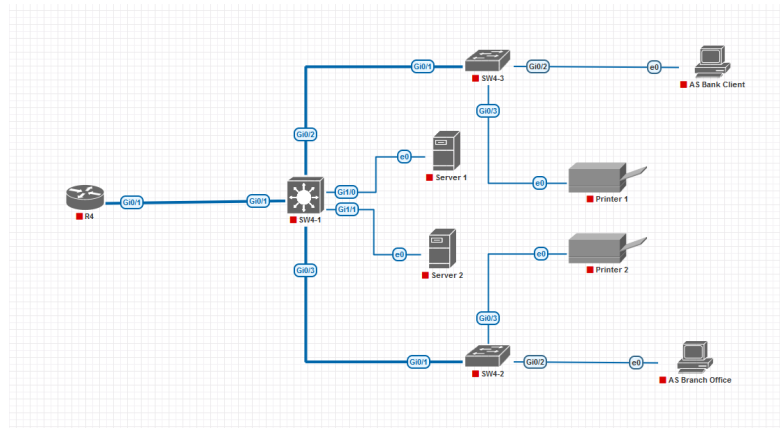 Gi0/1
SW4-3
Gi0/2
e0
AS Bank Client
Gi0/3
Gi0/2
e0
Server 1
e0
Printer 1
R4
Gi0/1
Gi0/1
SW4-1
Gi1/0
Gi1/1
e0
Server 2
e0
Printer 2
Gi0/3
Gi0/3
Gi0/1
SW4-2
Gi0/2
e0
AS Branch Office